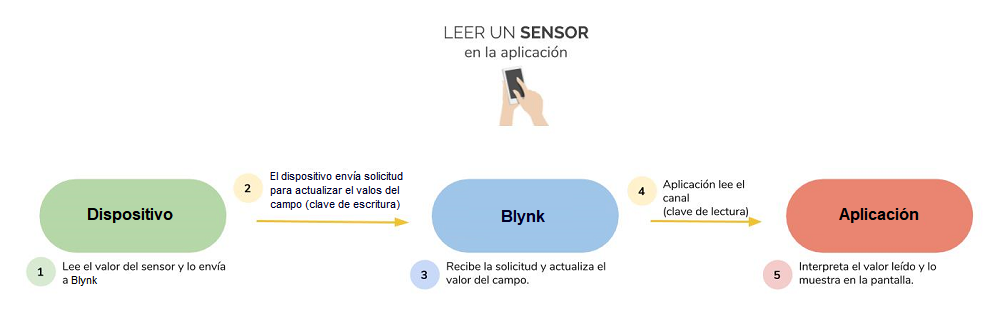 LEER UN SENSOR
en la aplicación
Dispositivo
1
Lee el valor del sensor y lo envía
a Blynk
2
El dispositivo envía solicitud
para actualizar el valos del
campo (clave de escritura)
Blynk
3
Recibe la solicitud y actualiza el
valor del campo.
4
Aplicación lee el
canal
(clave de lectura)
Aplicación
5
Interpreta el valor leído y lo
muestra en la pantalla.